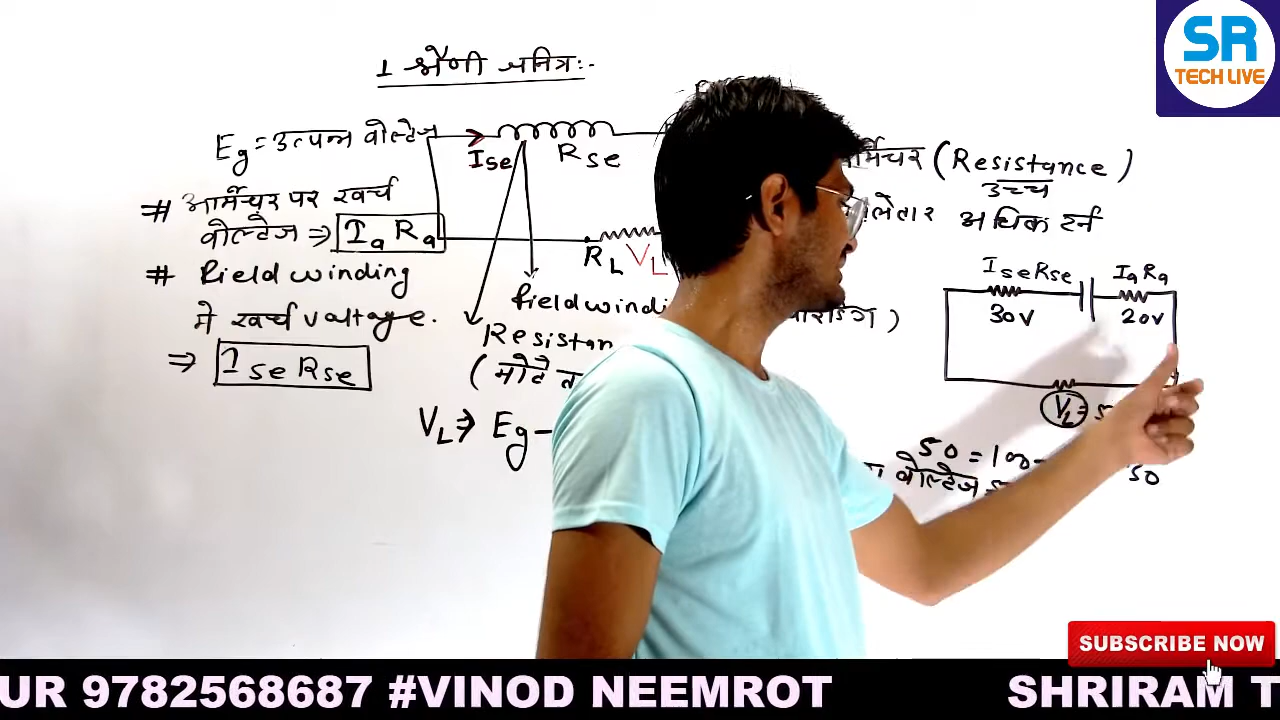 1 श्रेणी जनित्र:-
Eg = उत्पन्न वोल्टेज
Ise
Rse
# आर्मेचर पर खर्च
वोल्टेज ⇒ Ia Ra
RL VL
# field winding
मे खर्च voltage.
⇒ Ise Rse
field windi
Resistan
(मोटे
VL ⇒ Eg -
(Resistance)
उच्च
अधिक टर्न
Ise Rse
Ia Ra
30V
20V
VL = 5
50 = 100 -
50
वोल्टेज
SR
TECH LIVE
SUBSCRIBE NOW
UR 9782568687 #VINOD NEEMROT SHRIRAM T